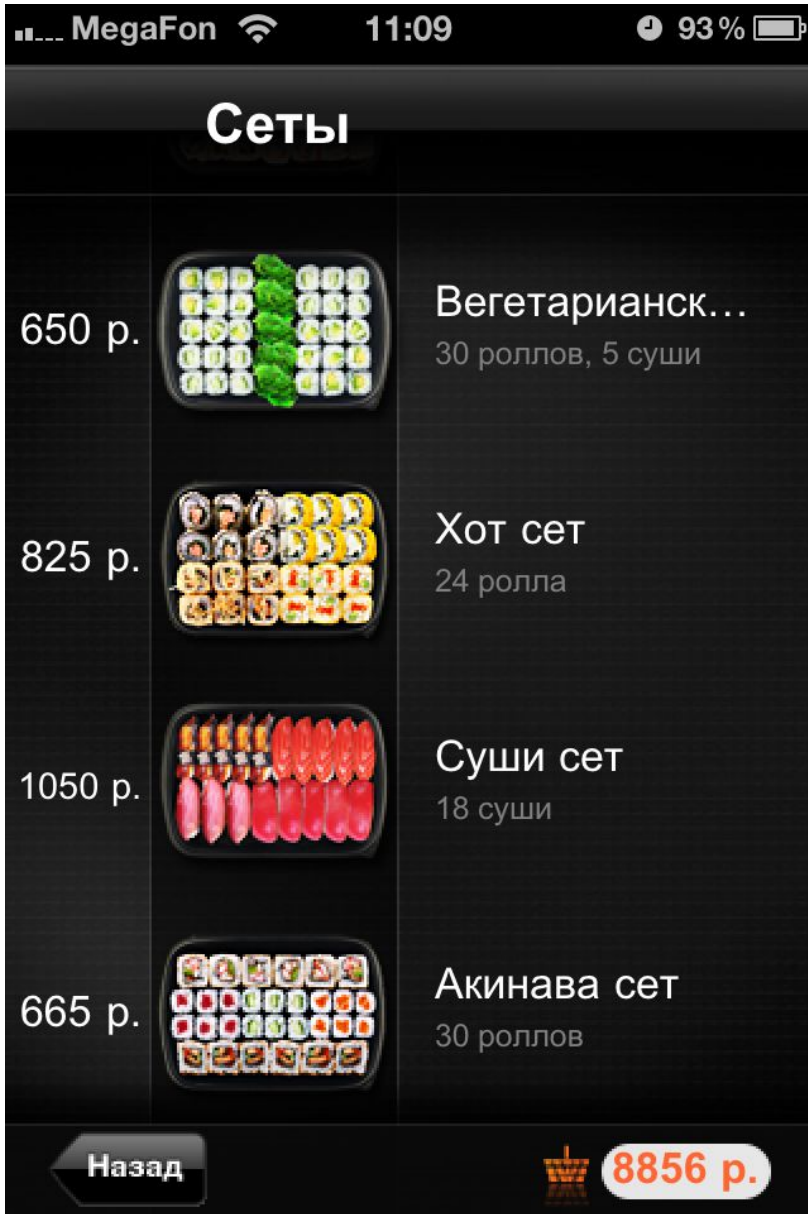 MegaFon 11:09 93%
Сеты
650 р.
Вегетарианск...
30 роллов, 5 суши
825 р.
Хот сет
24 ролла
1050 р.
Суши сет
18 суши
665 р.
Акинава сет
30 роллов
Назад
8856 р.